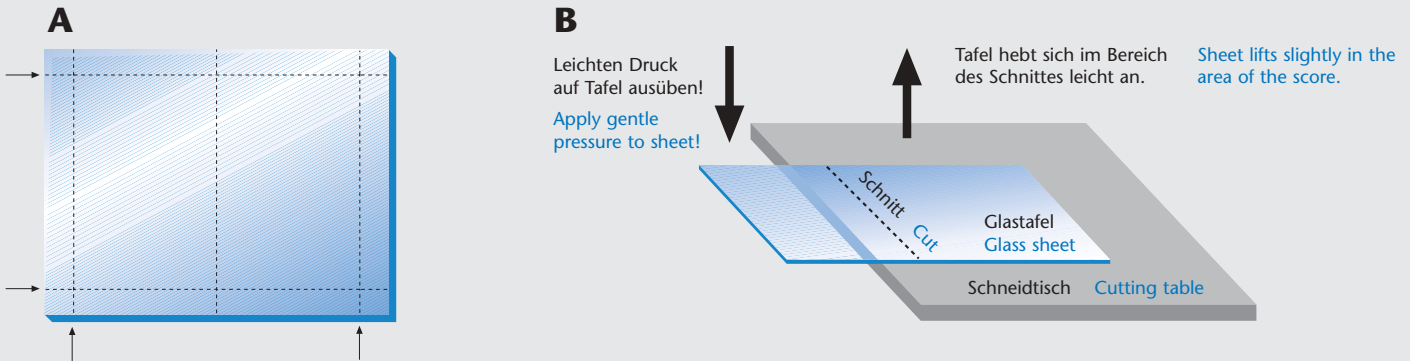 A
B
Leichten Druck
auf Tafel ausüben!
Apply gentle
pressure to sheet!
Tafel hebt sich im Bereich
des Schnittes leicht an.
Sheet lifts slightly in the
area of the score.
Schnitt
Cut
Glastafel
Glass sheet
Schneidtisch Cutting table